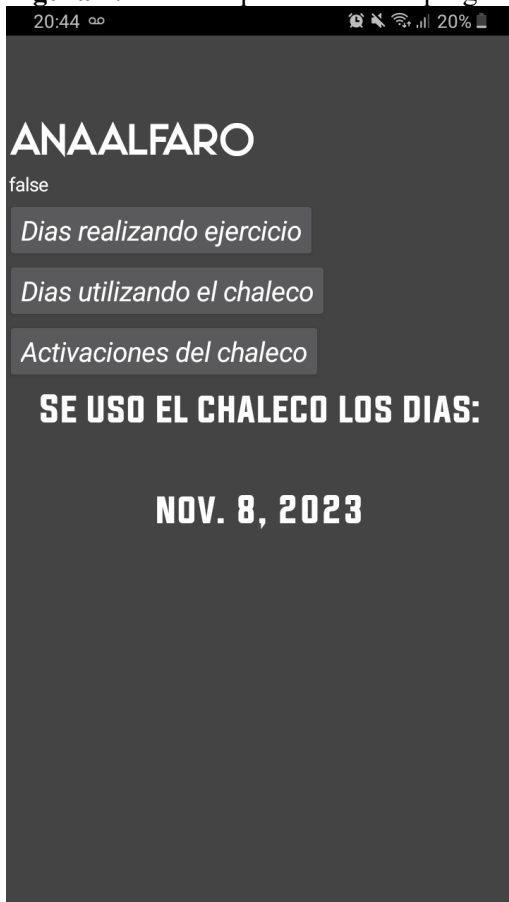 20:44
20%
ANAALFARO
false
Dias realizando ejercicio
Dias utilizando el chaleco
Activaciones del chaleco
SE USO EL CHALECO LOS DIAS:
NOV. 8, 2023